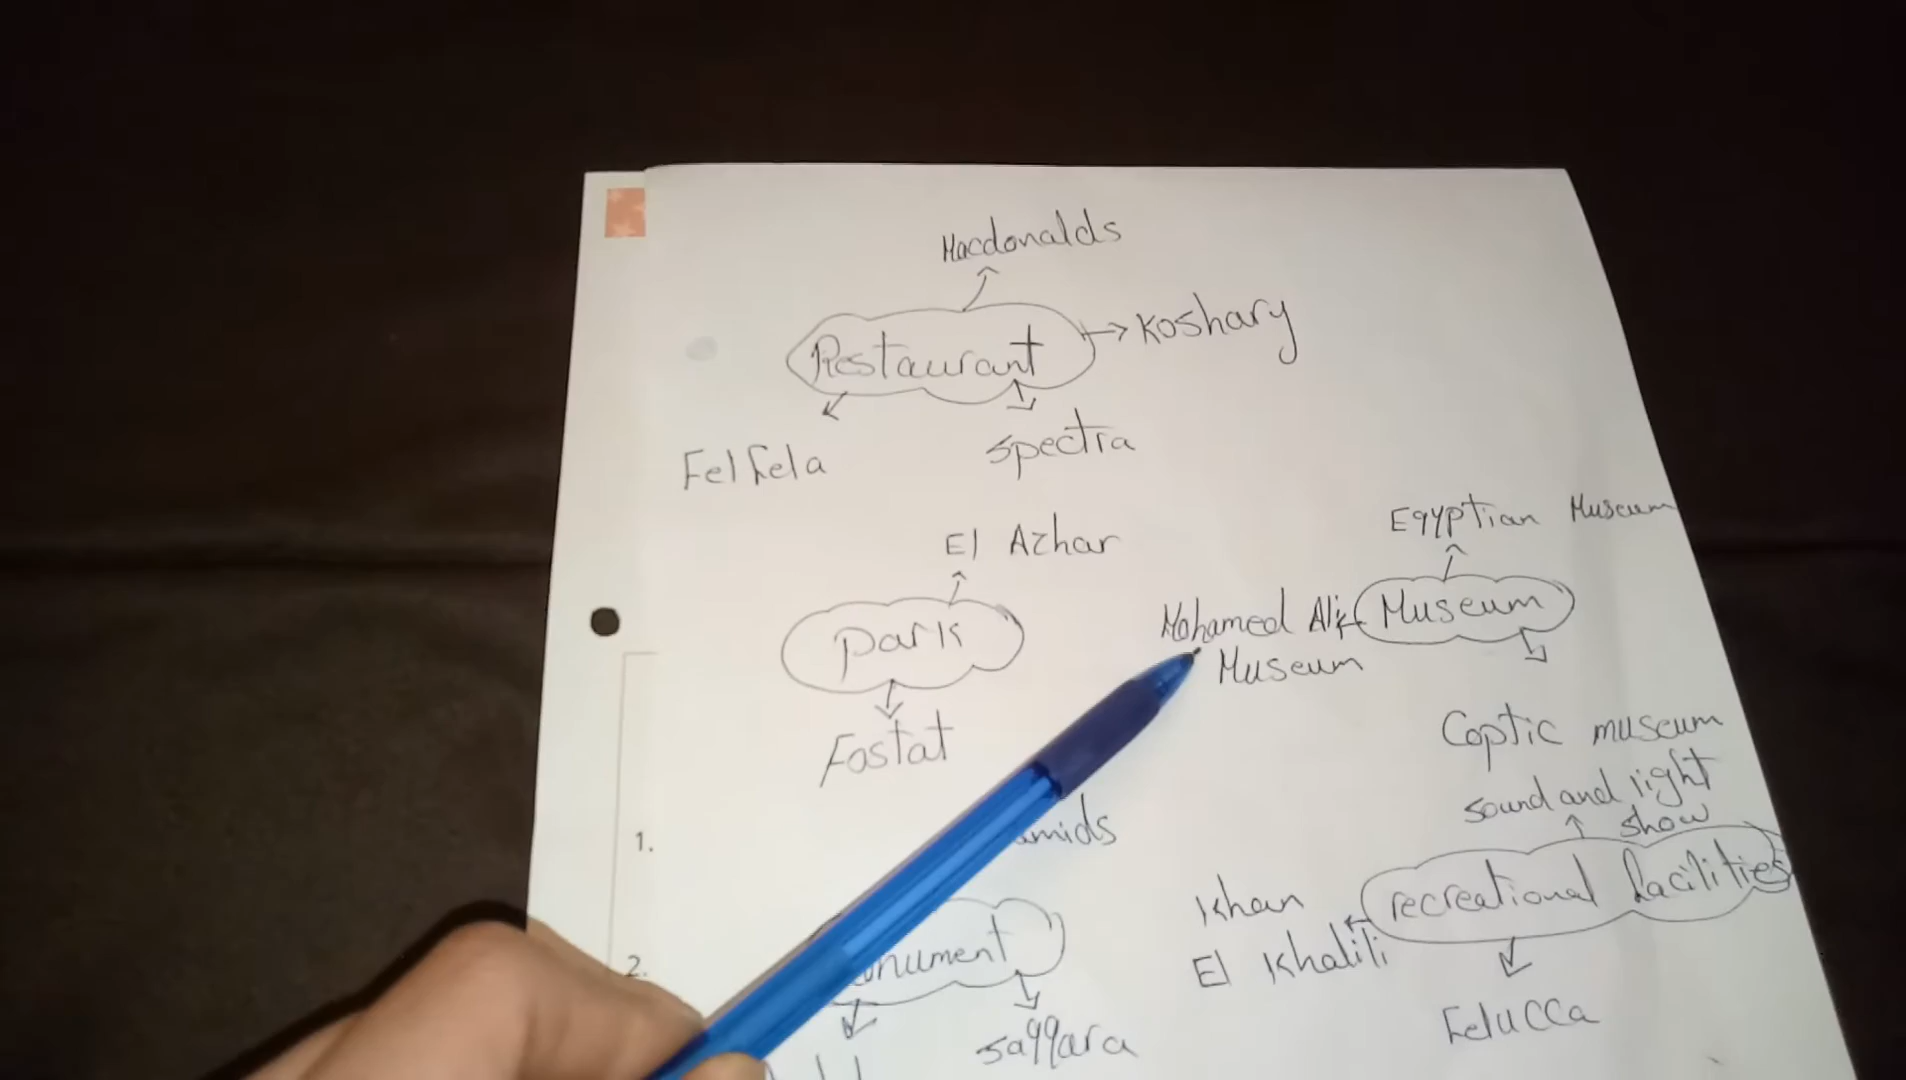 Macdonalds
Restaurant
Koshary
Felfela
spectra
El Azhar
park
Fostat
Egyptian Museum
Museum
Mohamed Ali
Museum
Coptic museum
sound and light
show
recreational facilities
Khan
El Khalili
Felucca
1.
amids
2.
nument
saqqara